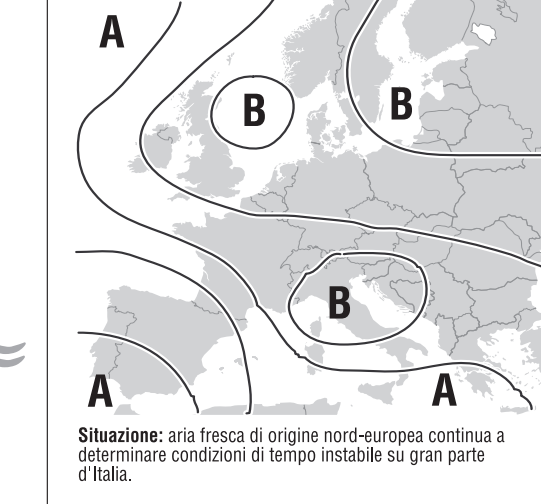 A
B
B
B
A
A
Situazione: aria fresca di origine nord-europea continua a
determinare condizioni di tempo instabile su gran parte
d'Italia.